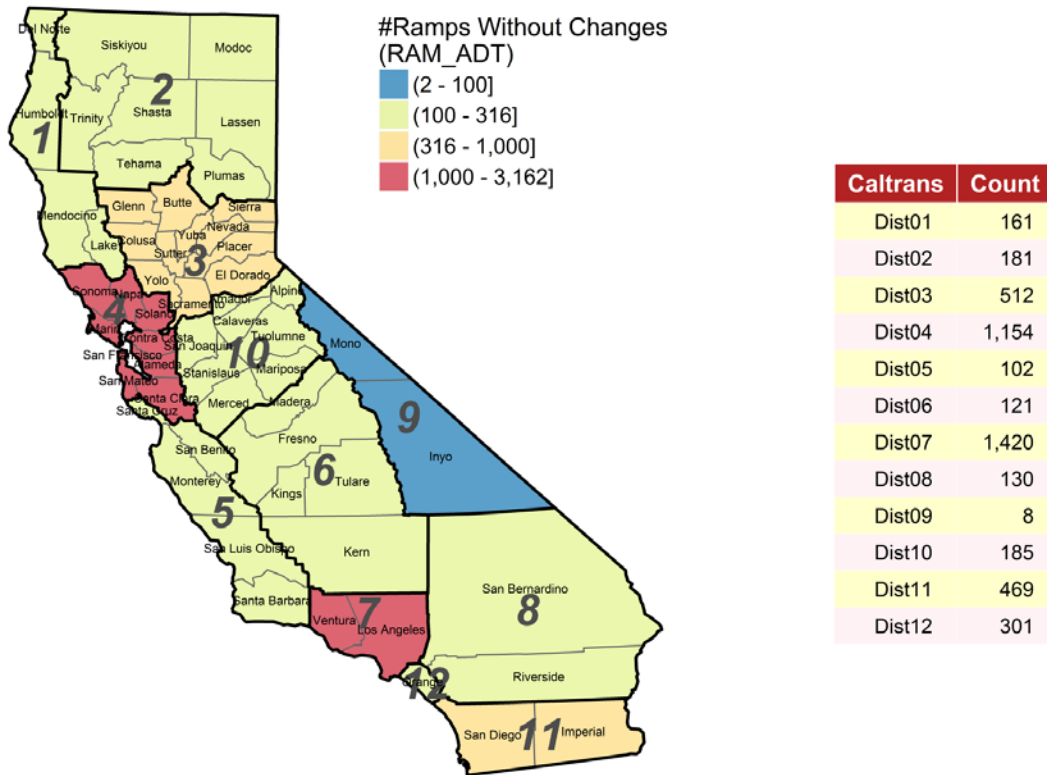 #Ramps Without Changes
(RAM_ADT)
(2 - 100]
(100 - 316]
(316 - 1,000]
(1,000 - 3,162]
Del Norte
Siskiyou
Modoc
2
Humboldt
Trinity
Shasta
Lassen
1
Tehama
Plumas
Mendocino
Glenn
Butte
Sierra
Lake
Colusa
Yuba
Nevada
Sutter
Placer
3
Yolo
El Dorado
Sonoma
Napa
Sacramento
Amador
Alpine
4
Solano
Calaveras
Marin
Contra Costa
San Joaquin
Tuolumne
Mono
San Francisco
Alameda
10
San Mateo
Stanislaus
Mariposa
Santa Clara
Merced
Madera
Santa Cruz
9
Fresno
San Benito
Inyo
6
Monterey
Kings
Tulare
5
San Luis Obispo
Kern
Santa Barbara
San Bernardino
7
8
Ventura
Los Angeles
Orange
12
Riverside
San Diego
11
Imperial
Caltrans Count
Dist01 161
Dist02 181
Dist03 512
Dist04 1,154
Dist05 102
Dist06 121
Dist07 1,420
Dist08 130
Dist09 8
Dist10 185
Dist11 469
Dist12 301